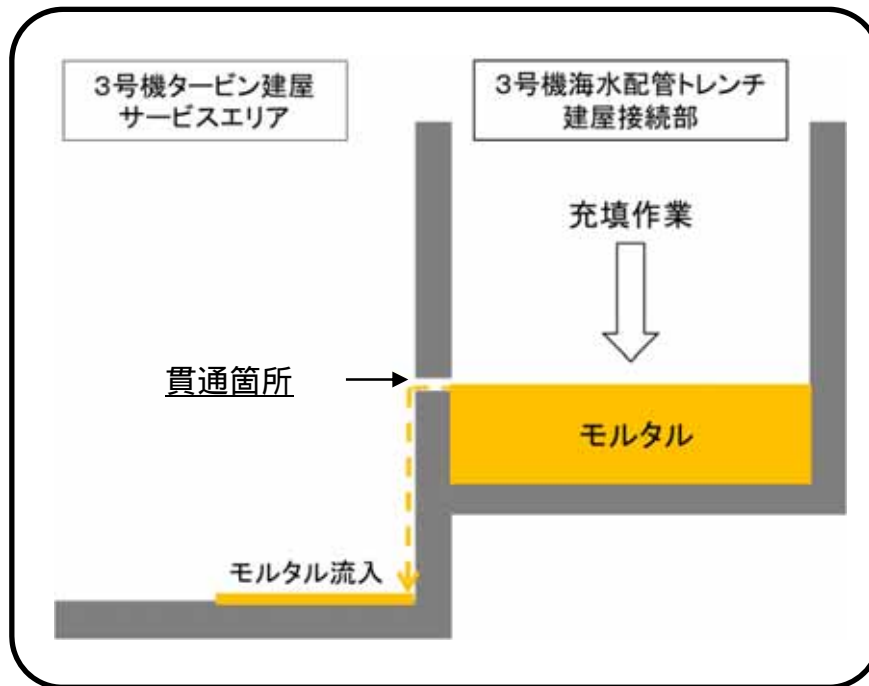 3号機タービン建屋
サービスエリア
3号機海水配管トレンチ
建屋接続部
充填作業
貫通箇所
モルタル
モルタル流入